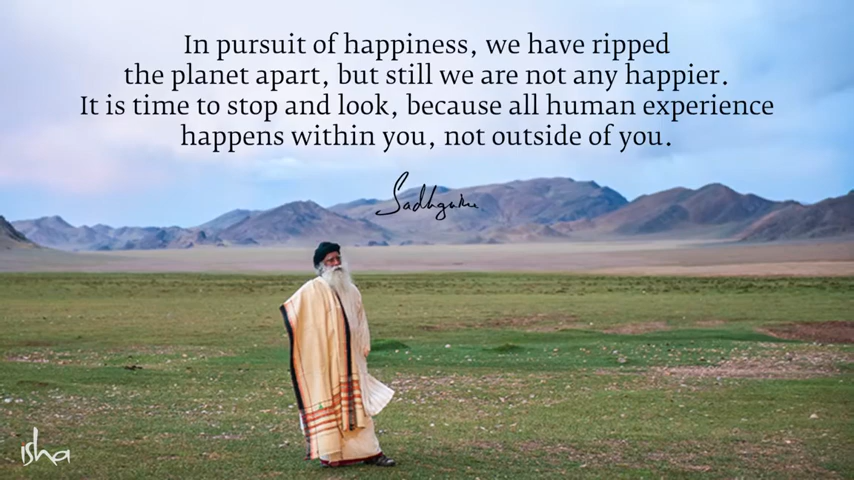 In pursuit of happiness, we have ripped
the planet apart, but still we are not any happier.
It is time to stop and look, because all human experience
happens within you, not outside of you.
Sadhguru
isha